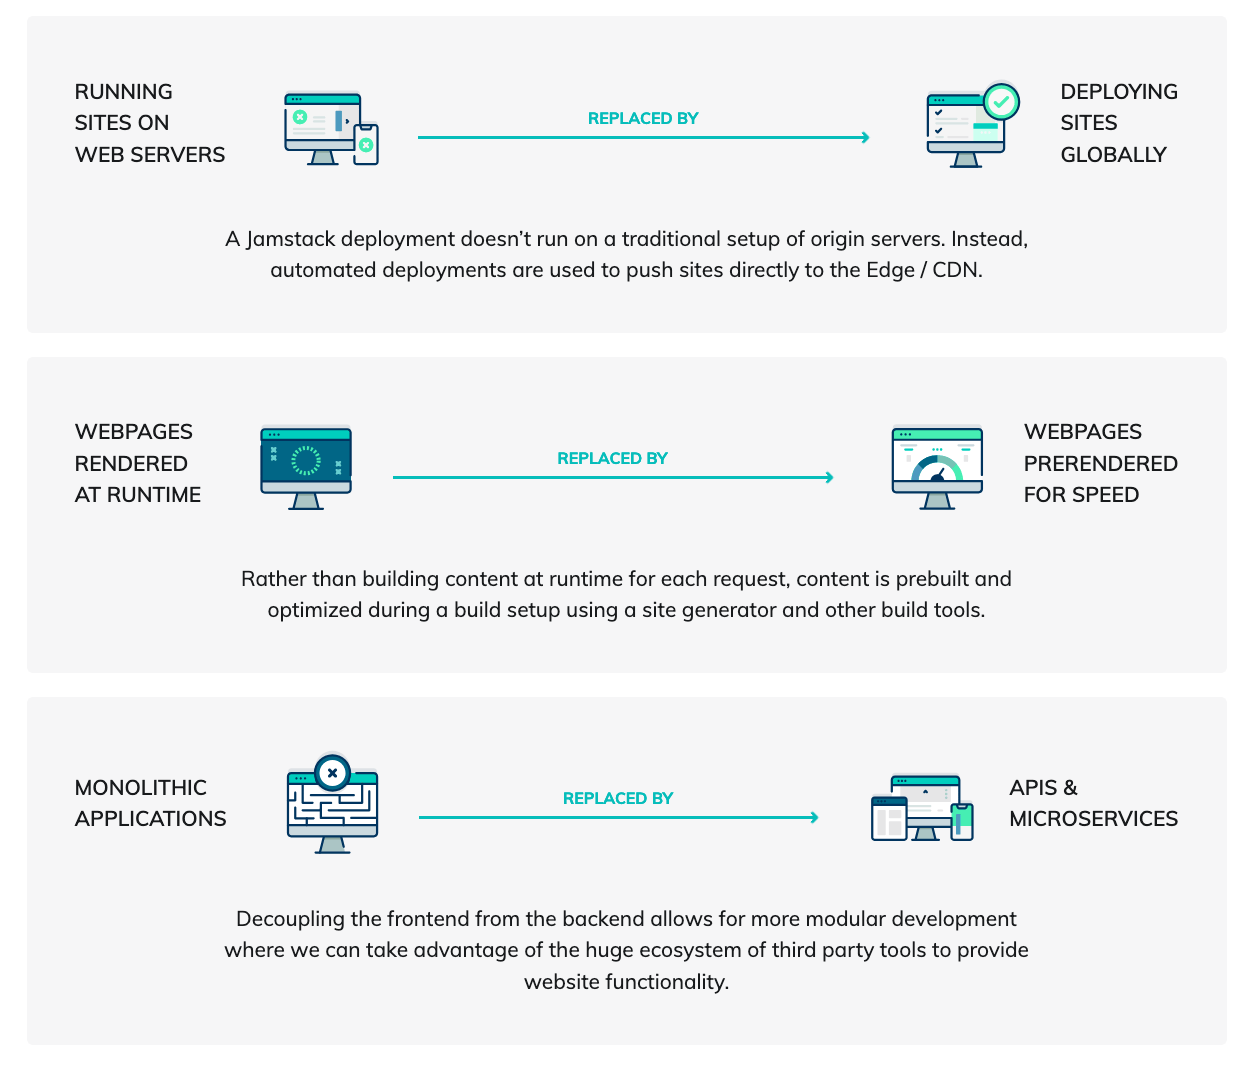 RUNNING
SITES ON
WEB SERVERS
REPLACED BY
DEPLOYING
SITES
GLOBALLY
A Jamstack deployment doesn’t run on a traditional setup of origin servers. Instead,
automated deployments are used to push sites directly to the Edge / CDN.
WEBPAGES
RENDERED
AT RUNTIME
REPLACED BY
WEBPAGES
PRERENDERED
FOR SPEED
Rather than building content at runtime for each request, content is prebuilt and
optimized during a build setup using a site generator and other build tools.
MONOLITHIC
APPLICATIONS
REPLACED BY
APIS &
MICROSERVICES
Decoupling the frontend from the backend allows for more modular development
where we can take advantage of the huge ecosystem of third party tools to provide
website functionality.